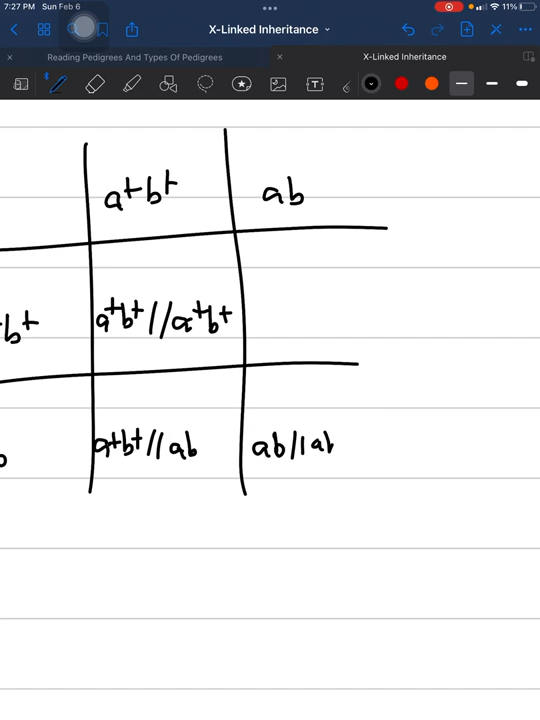 7:27 PM Sun Feb 6
11%
X-Linked Inheritance
Reading Pedigrees And Types Of Pedigrees
X-Linked Inheritance
a+b+ ab
b+ a+b+//a+b+
a+b+//ab ab//ab